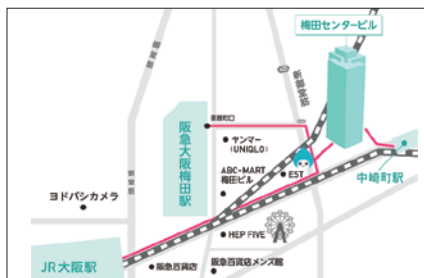 梅田センタービル
新御堂筋
茶屋町口
阪急大阪梅田駅
ヤンマー
(UNIQLO)
ABC・MART
梅田ビル
EST
中崎町駅
ヨドバシカメラ
HEP FIVE
JR大阪駅
阪急百貨店
阪急百貨店メンズ館